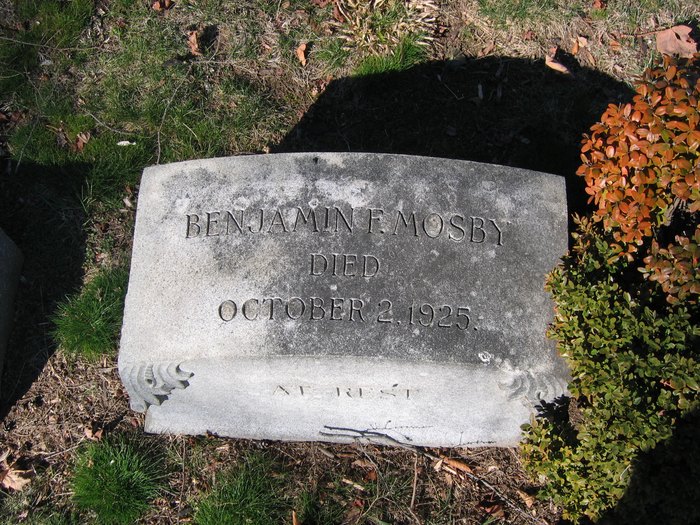 BENJAMIN F. MOSBY
DIED
OCTOBER 2, 1925.
AT REST